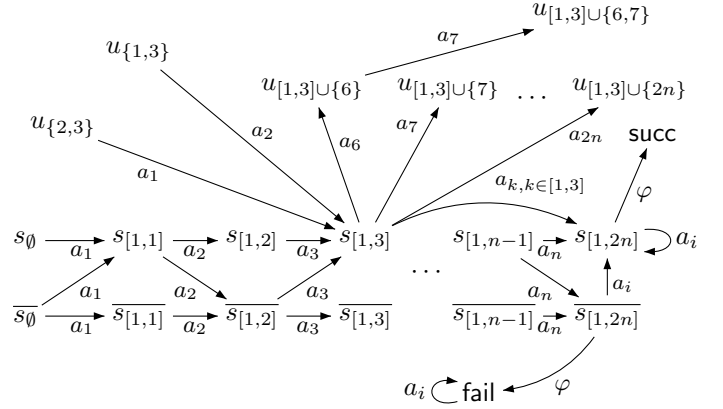 u_{[1,3]∪{6,7}}
a_7
u_{{1,3}}
u_{[1,3]∪{6}} u_{[1,3]∪{7}} … u_{[1,3]∪{2n}}
u_{{2,3}}
a_2 a_6 a_7 a_{2n} succ
a_1
a_{k,k∈[1,3]} φ
s_∅ s_{[1,1]} s_{[1,2]} s_{[1,3]} s_{[1,n−1]} s_{[1,2n]} a_i
a_1 a_2 a_3 a_n
…
a_1 a_2 a_3 a_n a_i
\overline{s_∅} \overline{s_{[1,1]}} \overline{s_{[1,2]}} \overline{s_{[1,3]}} \overline{s_{[1,n−1]}} \overline{s_{[1,2n]}}
a_1 a_2 a_3 a_n
φ
a_i fail